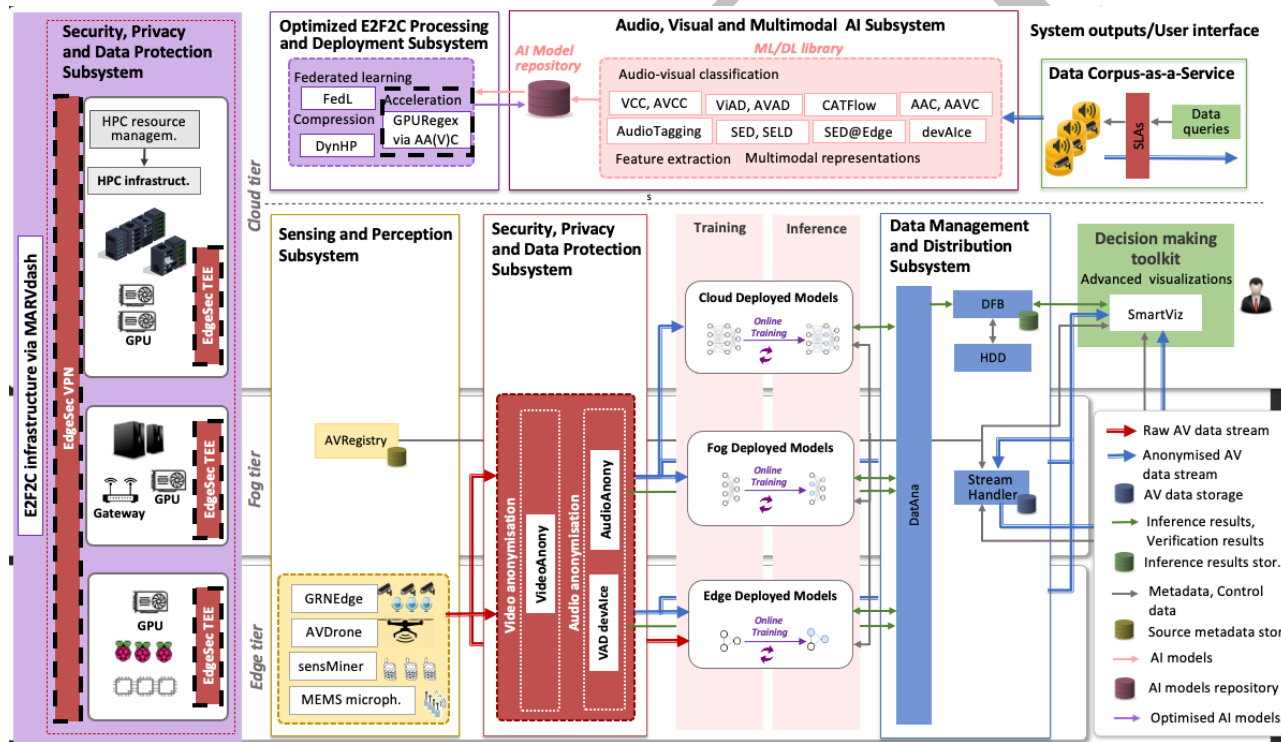 E2F2C infrastructure via MARVdash
Security, Privacy
and Data Protection
Subsystem
EdgeSec VPN
HPC resource
managem.
HPC infrastruct.
GPU
EdgeSec TEE
Gateway
GPU
EdgeSec TEE
GPU
EdgeSec TEE
Cloud tier
Fog tier
Edge tier
Optimized E2F2C Processing
and Deployment Subsystem
Federated learning
FedL
Compression
DynHP
Acceleration
GPURegex
via AA(V)C
AI Model
repository
Audio, Visual and Multimodal AI Subsystem
ML/DL library
Audio-visual classification
VCC, AVCC
ViAD, AVAD
CATFlow
AAC, AAVC
AudioTagging
SED, SELD
SED@Edge
devAIce
Feature extraction
Multimodal representations
System outputs/User interface
Data Corpus-as-a-Service
SLAs
Data
queries
s
Sensing and Perception
Subsystem
AVRegistry
GRNEdge
AVDrone
sensMiner
MEMS microph.
Security, Privacy
and Data Protection
Subsystem
Video anonymisation
VideoAnony
Audio anonymisation
AudioAnony
VAD devAIce
Training
Inference
Cloud Deployed Models
Online
Training
Fog Deployed Models
Online
Training
Edge Deployed Models
Online
Training
Data Management
and Distribution
Subsystem
DatAna
DFB
HDD
Stream
Handler
Decision making
toolkit
Advanced visualizations
SmartViz
Raw AV data stream
Anonymised AV
data stream
AV data storage
Inference results,
Verification results
Inference results stor.
Metadata, Control
data
Source metadata stor
AI models
AI models repository
Optimised AI models